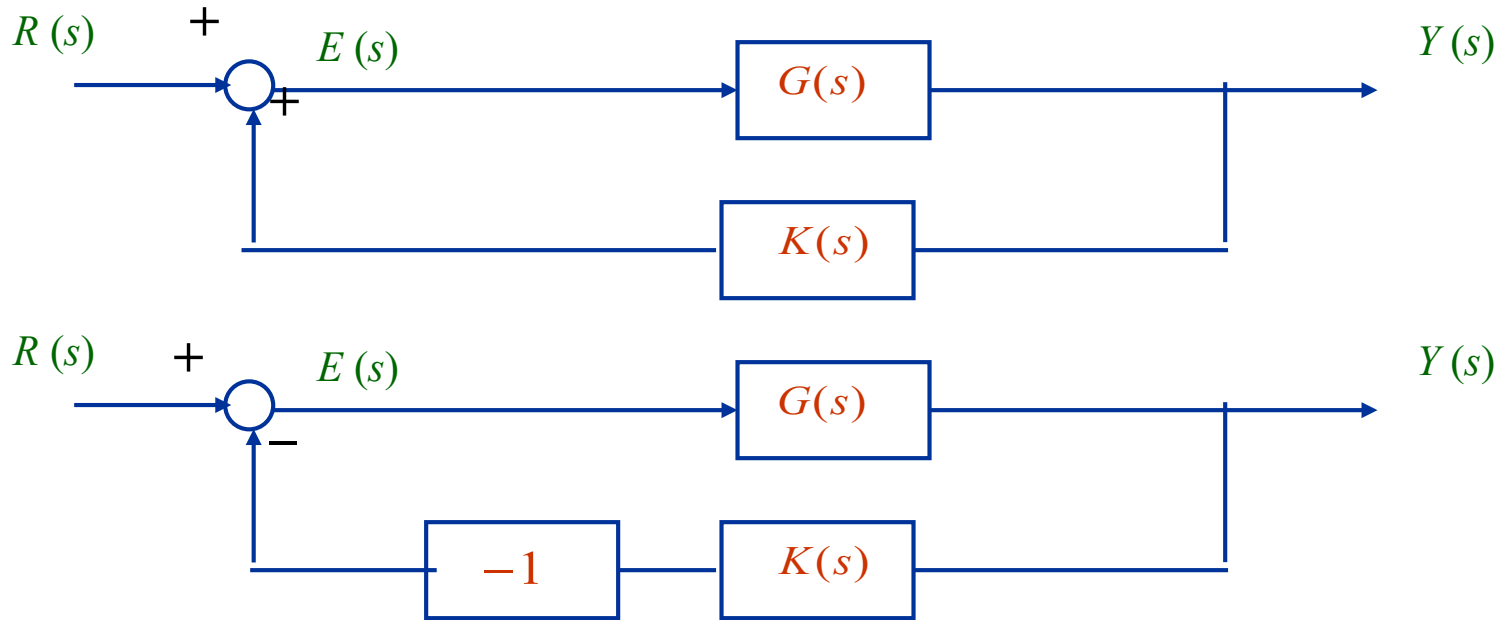 R (s) + E (s) G(s) Y (s)
+
K(s)
R (s) + E (s) G(s) Y (s)
−
−1 K(s)